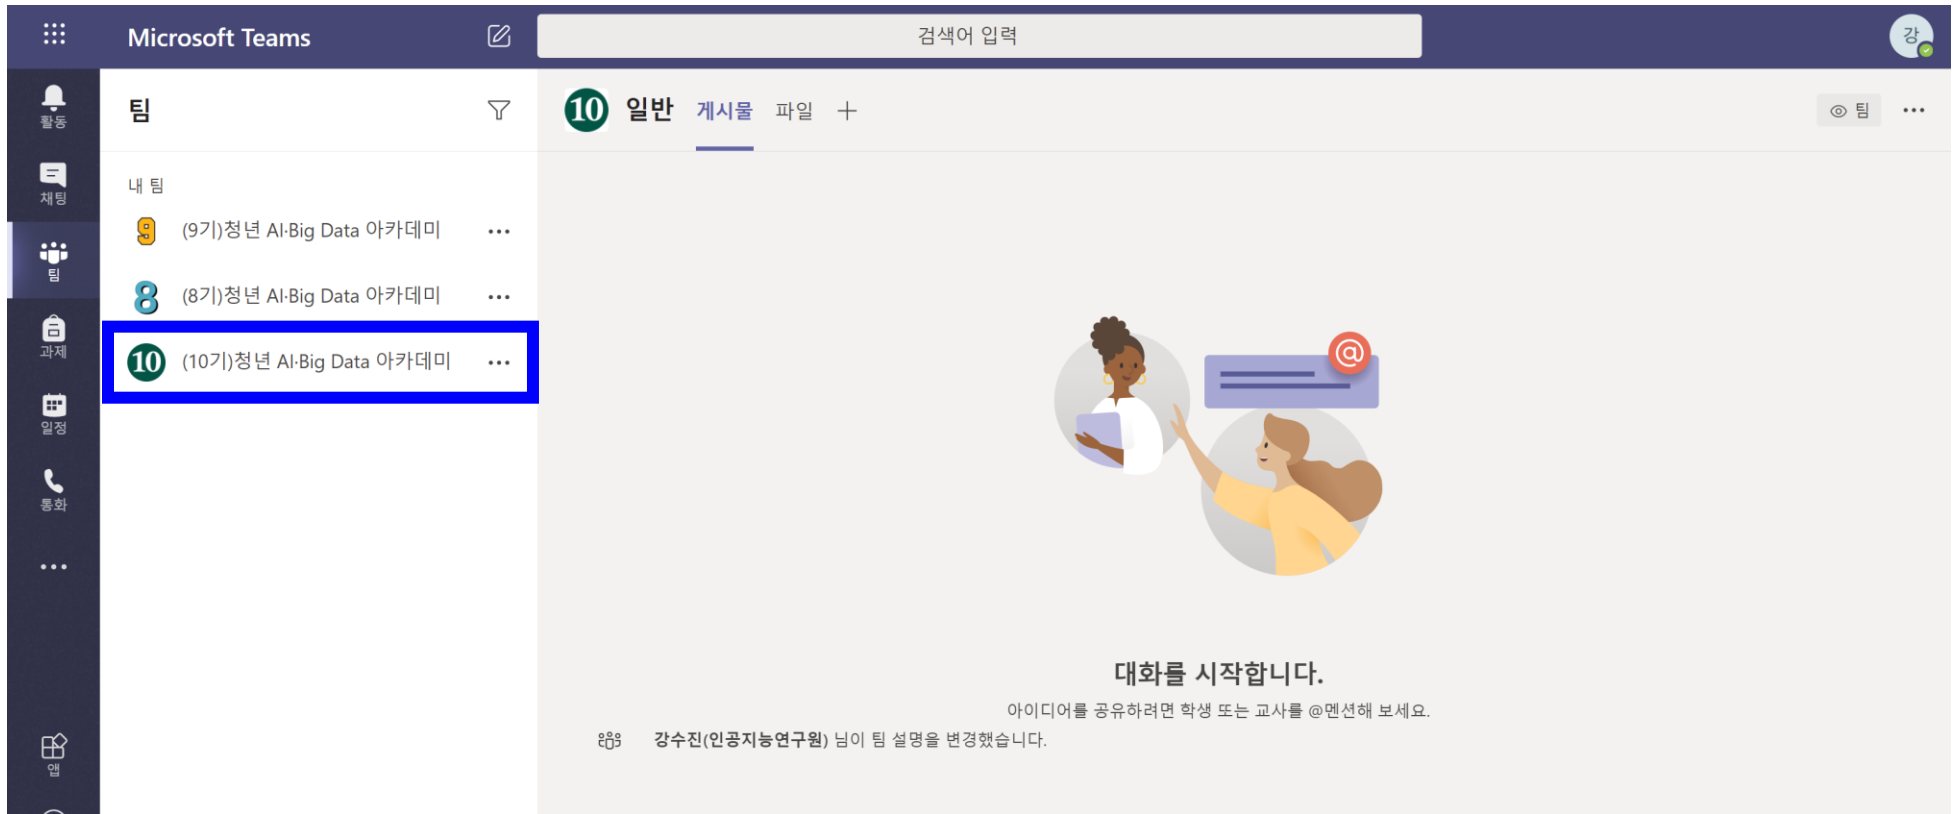 Microsoft Teams
검색어 입력
강
활동
채팅
팀
과제
일정
통화
앱
팀
내 팀
9 (9기)청년 AI·Big Data 아카데미
8 (8기)청년 AI·Big Data 아카데미
10 (10기)청년 AI·Big Data 아카데미
10 일반 게시물 파일
팀
@
대화를 시작합니다.
아이디어를 공유하려면 학생 또는 교사를 @멘션해 보세요.
강수진(인공지능연구원) 님이 팀 설명을 변경했습니다.